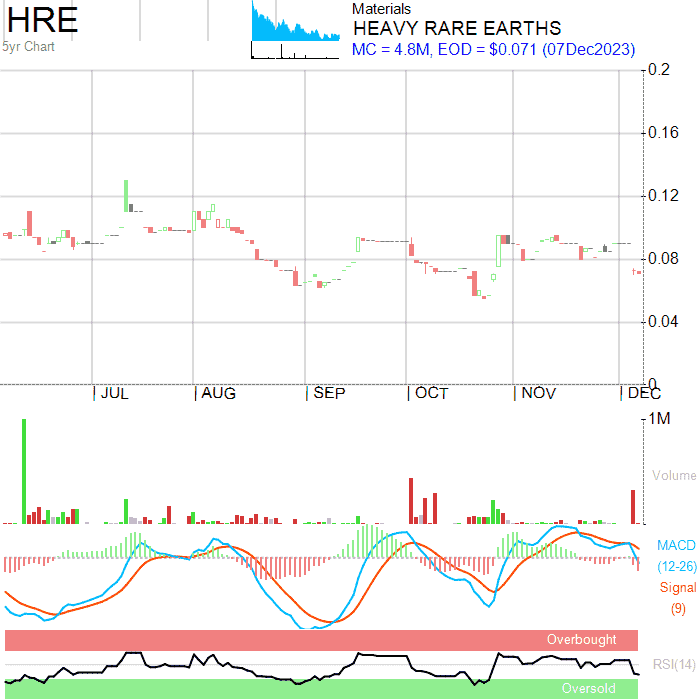 HRE
5yr Chart
Materials
HEAVY RARE EARTHS
MC = 4.8M, EOD = $0.071 (07Dec2023)
0.2
0.16
0.12
0.08
0.04
0
JUL AUG SEP OCT NOV DEC
1M
Volume
MACD
(12-26)
Signal
(9)
Overbought
RSI(14)
Oversold